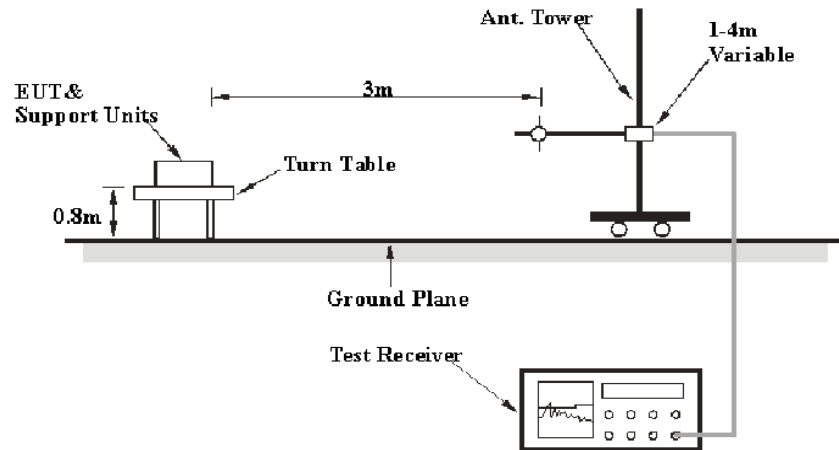 Ant. Tower
1-4m
Variable
3m
EUT&
Support Units
Turn Table
0.8m
Ground Plane
Test Receiver